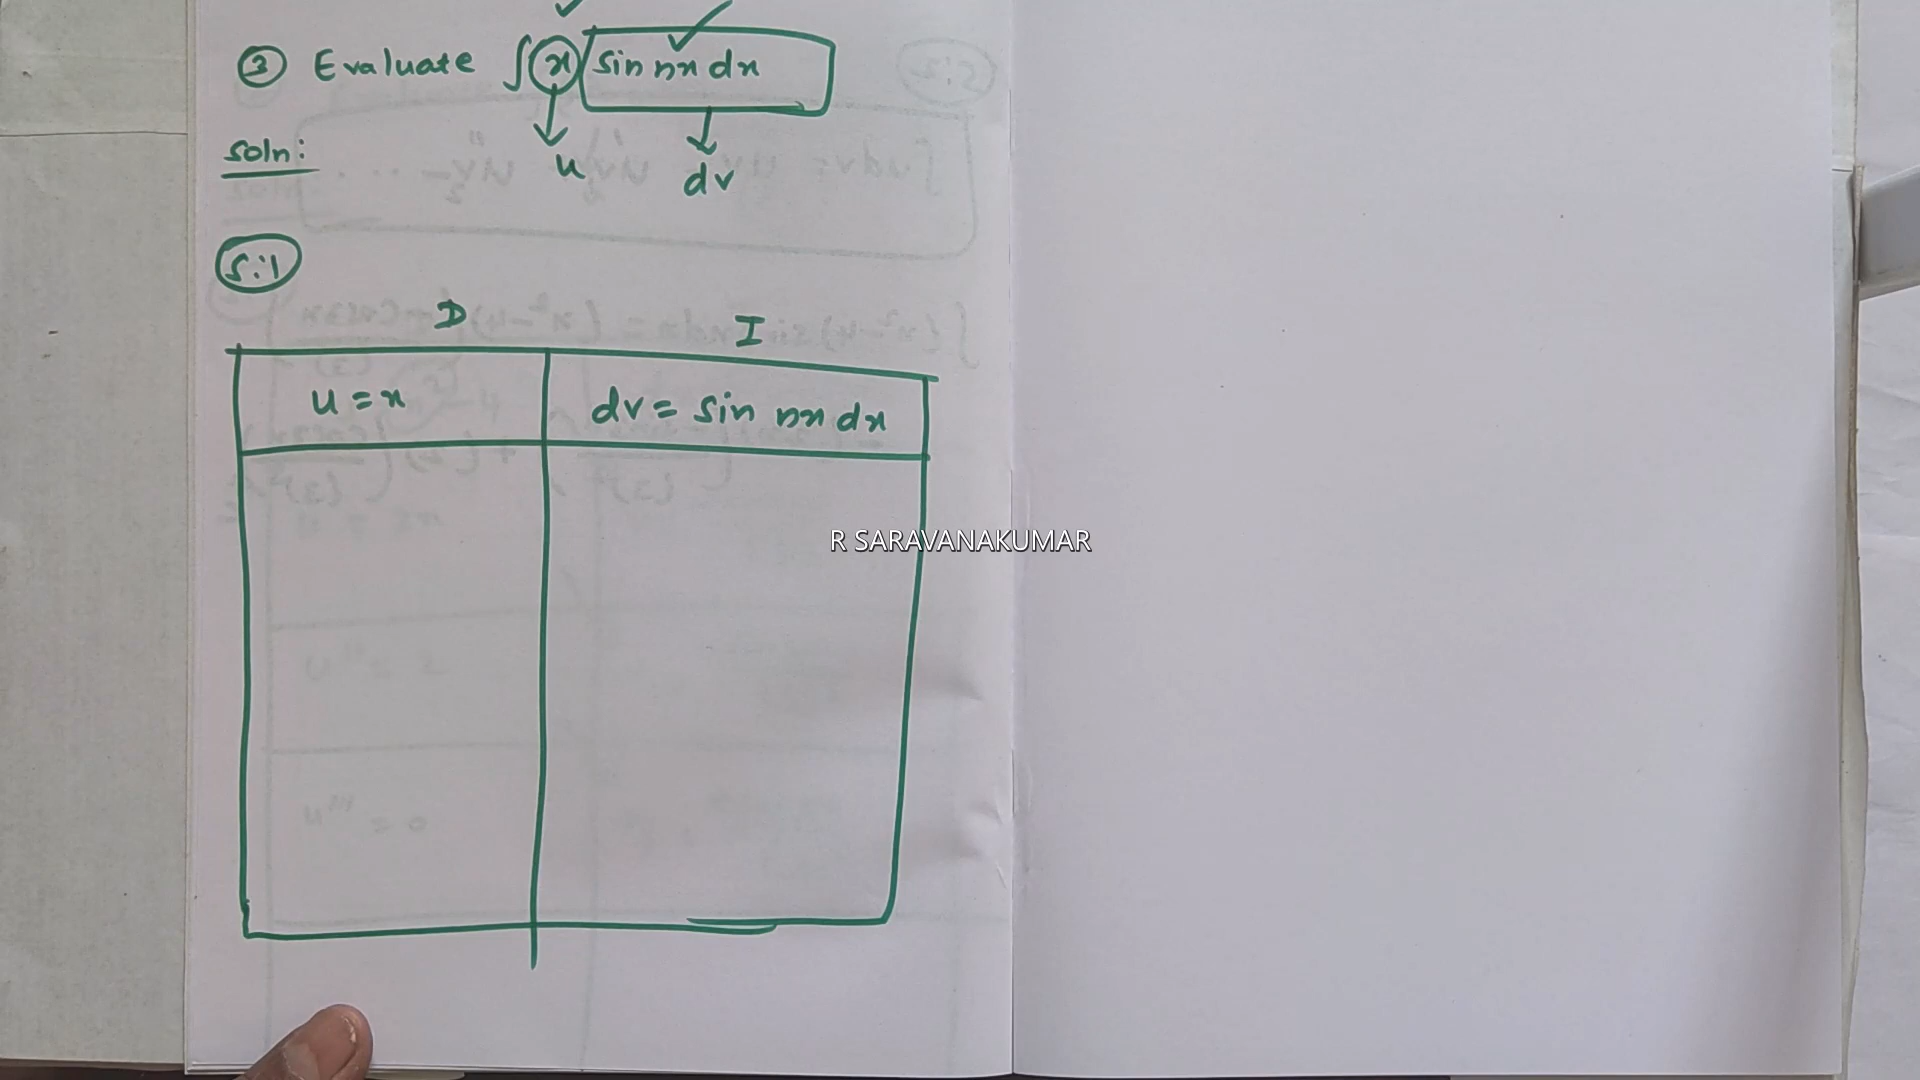 ③ Evaluate ∫ x sin nx dx
Soln:
u dv
S:1
D I
u = x dv = sin nx dx
R SARAVANAKUMAR